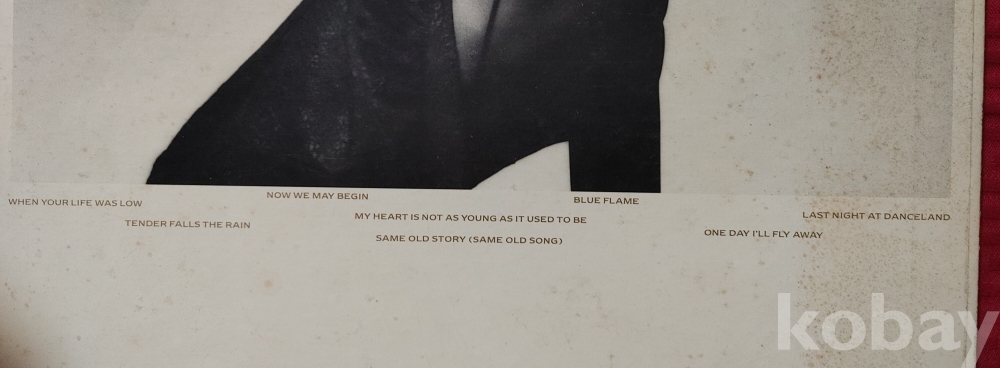 WHEN YOUR LIFE WAS LOW
TENDER FALLS THE RAIN
NOW WE MAY BEGIN
MY HEART IS NOT AS YOUNG AS IT USED TO BE
SAME OLD STORY (SAME OLD SONG)
BLUE FLAME
ONE DAY I'LL FLY AWAY
LAST NIGHT AT DANCELAND
kobay